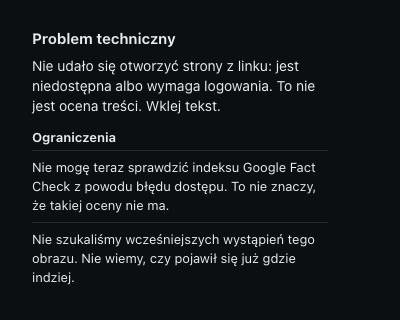 Problem techniczny
Nie udało się otworzyć strony z linku: jest
niedostępna albo wymaga logowania. To nie
jest ocena treści. Wklej tekst.
Ograniczenia
Nie mogę teraz sprawdzić indeksu Google Fact
Check z powodu błędu dostępu. To nie znaczy,
że takiej oceny nie ma.
Nie szukaliśmy wcześniejszych wystąpień tego
obrazu. Nie wiemy, czy pojawił się już gdzie
indziej.